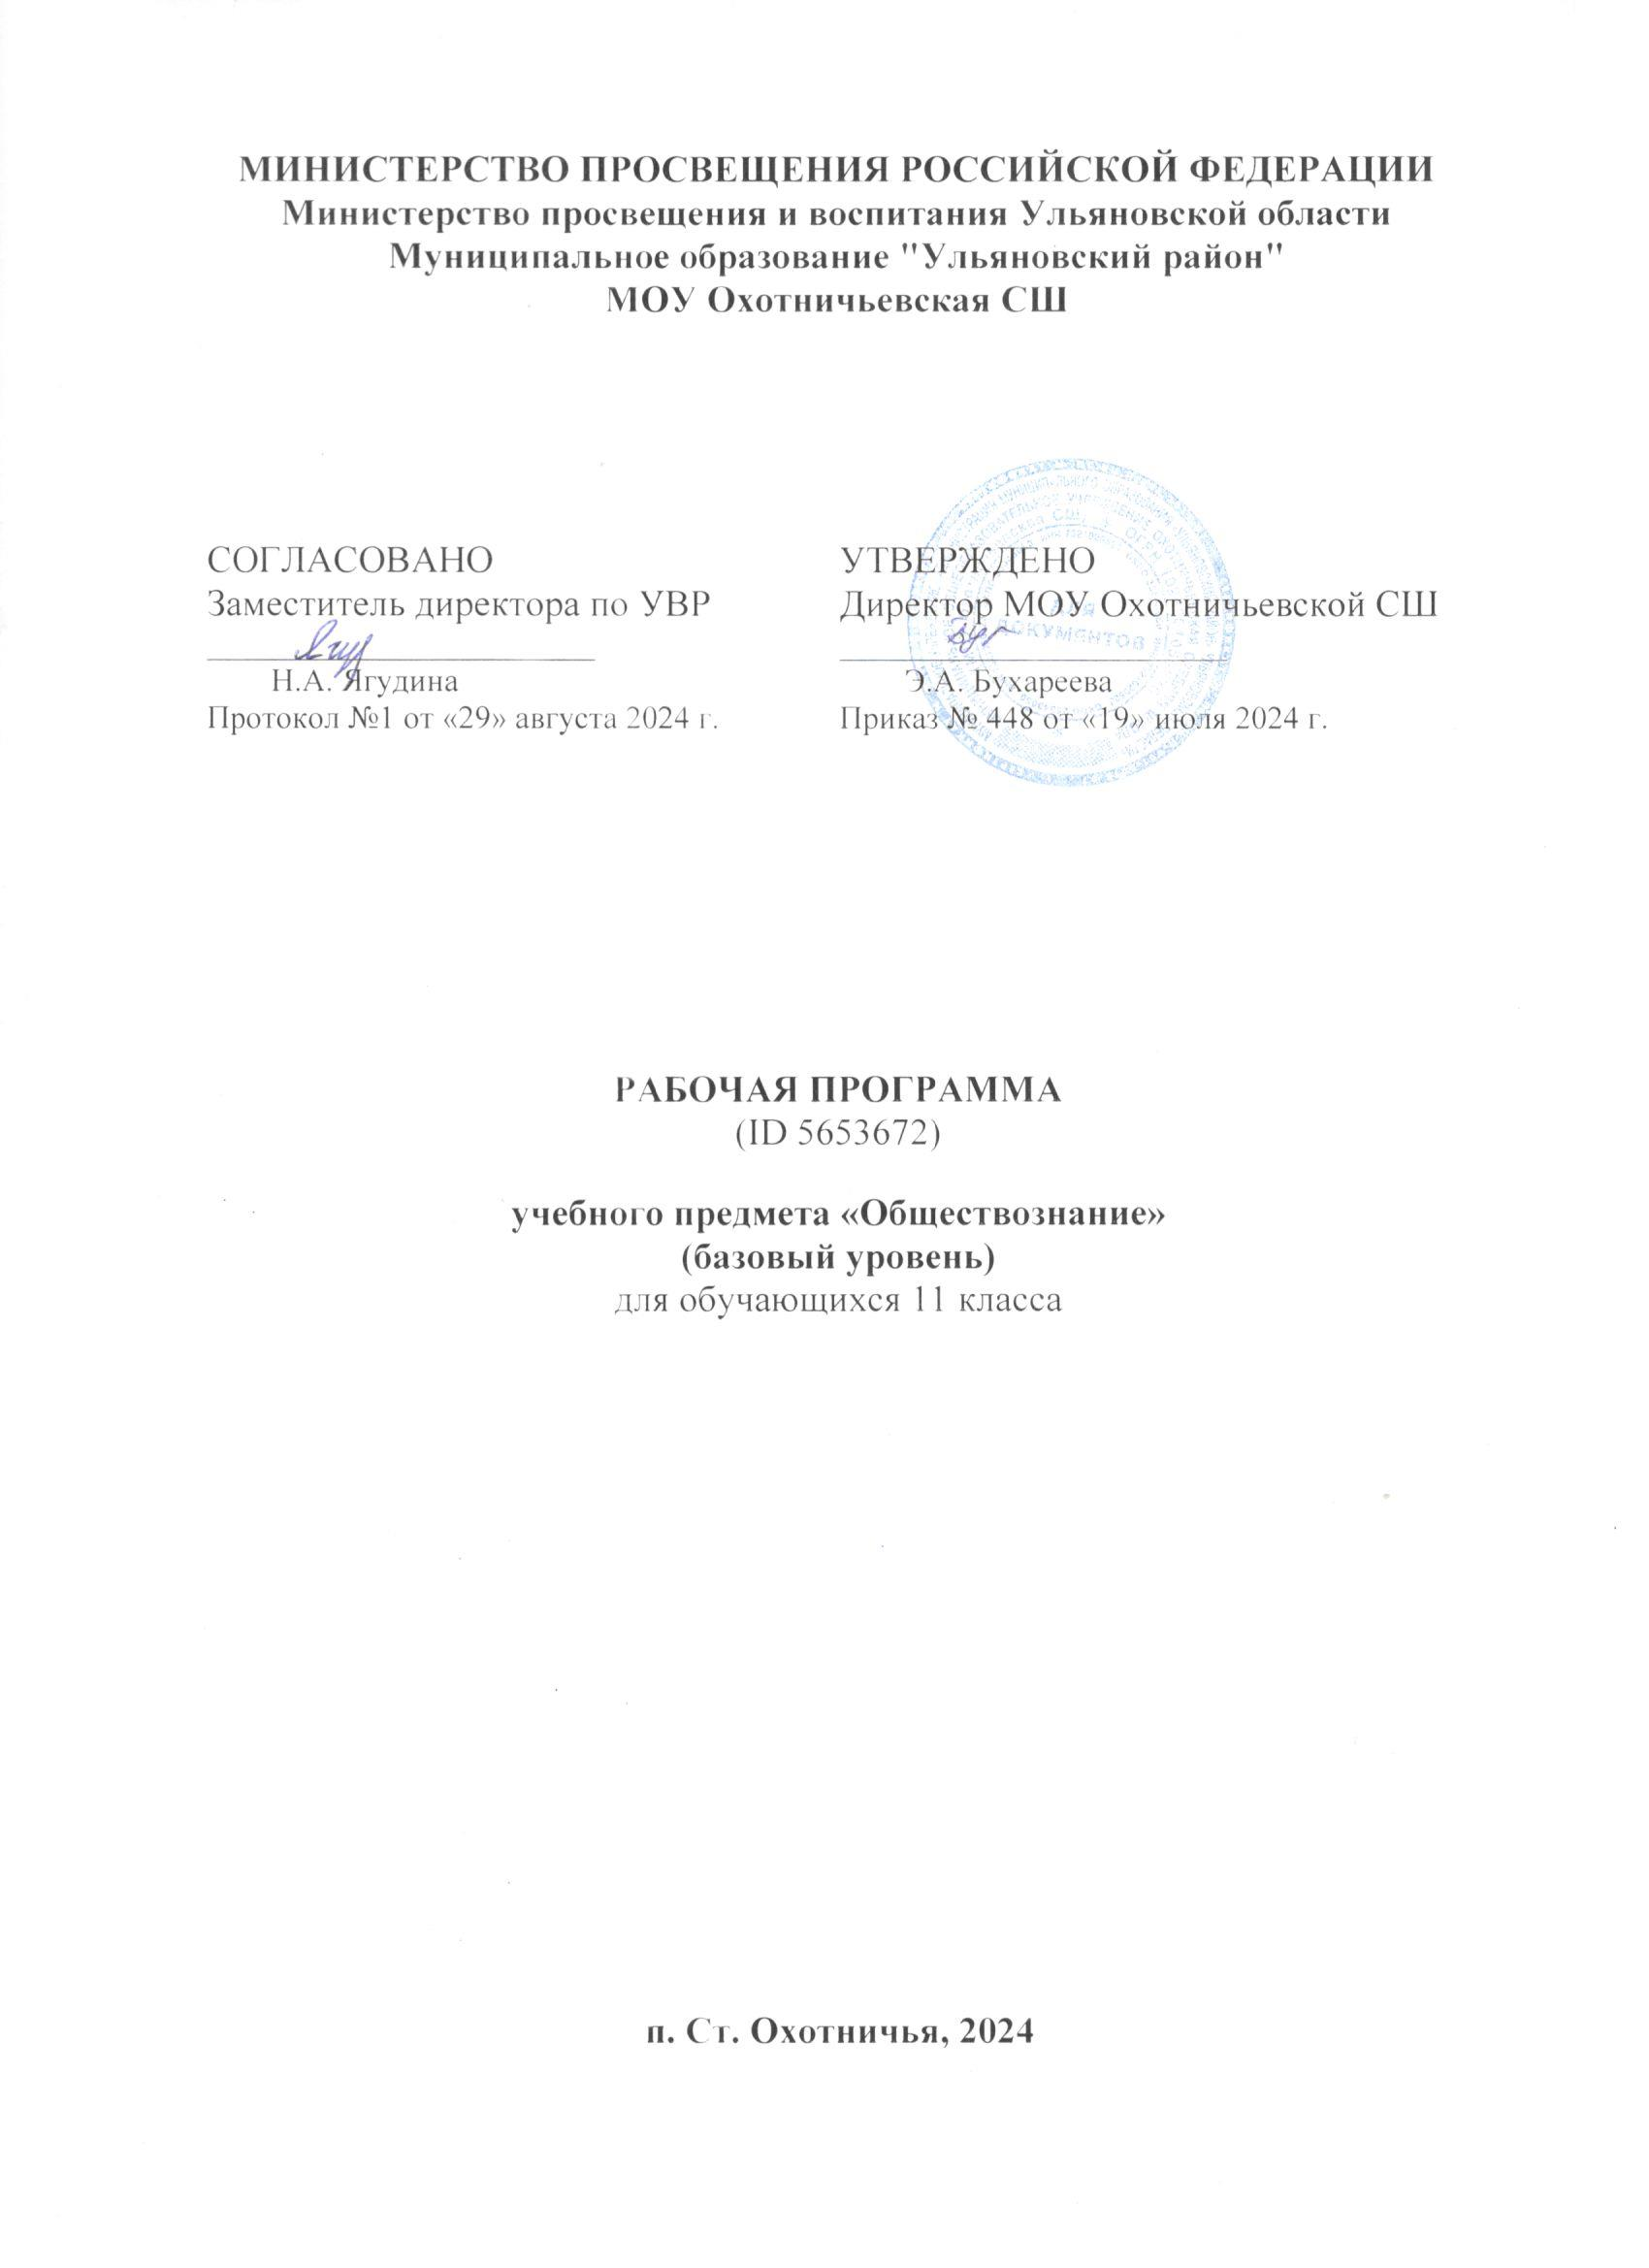 МИНИСТЕРСТВО ПРОСВЕЩЕНИЯ РОССИЙСКОЙ ФЕДЕРАЦИИ
Министерство просвещения и воспитания Ульяновской области
Муниципальное образование "Ульяновский район"
МОУ Охотничьевская СШ
СОГЛАСОВАНО
Заместитель директора по УВР
Н.А. Ягудина
Протокол №1 от «29» августа 2024 г.
УТВЕРЖДЕНО
Директор МОУ Охотничьевской СШ
ДОКУМЕНТОВ
Э.А. Бухареева
Приказ № 448 от «19» июля 2024 г.
РАБОЧАЯ ПРОГРАММА
(ID 5653672)
учебного предмета «Обществознание»
(базовый уровень)
для обучающихся 11 класса
п. Ст. Охотничья, 2024